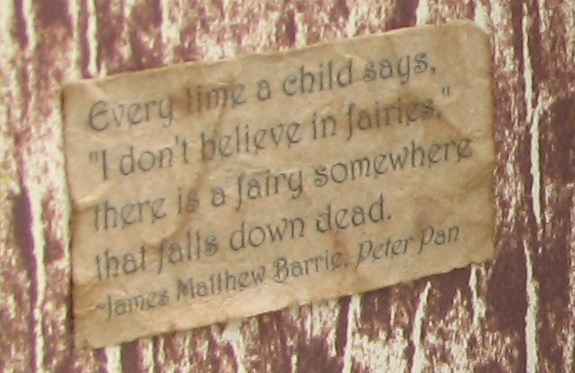 Every time a child says,
"I don't believe in fairies,"
there is a fairy somewhere
that falls down dead.
~James Matthew Barrie, Peter Pan